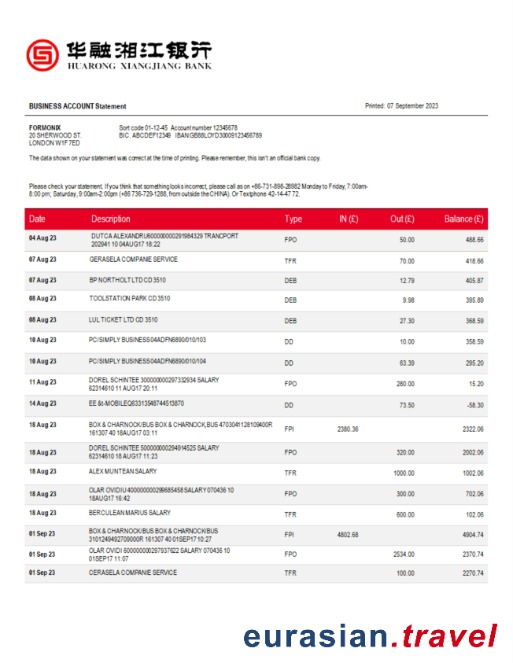 华融湘江银行
HUARONG XIANGJIANG BANK
BUSINESS ACCOUNT Statement Printed: 07 September 2023
FORMONIX Sort code 01-12-45 Account number 12345678
20 SHERWOOD ST. BIC. ABCDEF12349 IBANGB88LOYD30009123456789
LONDON W1F7ED
The data shown on your statement was correct at the time of printing. Please remember, this isn't an official bank copy.
Please check your statement. If you think that something looks incorrect, please call as on +86-731-898-28982 Monday to Friday, 7:00am-
8:00 pm; Saturday, 9:00am-2:00pm (+86 736-729-1288, from outside the CHINA). Or Textphone 42-14-47 72.
Date Description Type IN (£) Out (£) Balance (£)
04 Aug 23 DUTCA ALEXANDRU60000000291984329 TRANCPORT FPO 50.00 488.66
202941 10 04AUG17 18:22
07 Aug 23 GERASELA COMPANIE SERVICE TFR 70.00 418.66
07 Aug 23 BP NORTHOLT LTD CD 3510 DEB 12.79 405.87
08 Aug 23 TOOLSTATION PARK CD 3510 DEB 9.98 395.89
08 Aug 23 LUL TICKET LTD CD 3510 DEB 27.30 368.59
10 Aug 23 PC/SIMPLY BUSINESS04ADFN6890/010/103 DD 10.00 358.59
10 Aug 23 PC/SIMPLY BUSINESS04ADFN6890/010/104 DD 63.39 295.20
11 Aug 23 DOREL SCHINTEE 300000000297332934 SALARY FPO 280.00 15.20
62314610 11 AUG17 20:11
14 Aug 23 EE &t-MOBILEQ63313548744513870 DD 73.50 -58.30
18 Aug 23 BOX & CHARNOCK/BUS BOX & CHARNOCK,BUS 4703041128109400R FPI 2380.36 2322.06
161307 40 18AUG17 03:11
18 Aug 23 DOREL SCHINTEE 500000000294914525 SALARY FPO 320.00 2002.06
62314610 18 AUG17 11:23
18 Aug 23 ALEX MUNTEAN SALARY TFR 1000.00 1002.06
18 Aug 23 OLAR OVIDIU 400000000299685458 SALARY 070436 10 FPO 300.00 702.06
18AUG17 16:42
18 Aug 23 BERCULEAN MARIUS SALARY TFR 600.00 102.06
01 Sep 23 BOX & CHARNOCK/BUS BOX & CHARNOCK/BUS FPI 4802.68 4904.74
3101249492709000R 161307 40 01SEP17 10:27
01 Sep 23 OLAR OVIDI 600000000297937622 SALARY 070436 10 FPO 2534.00 2370.74
01SEP17 11:07
01 Sep 23 CERASELA COMPANIE SERVICE TFR 100.00 2270.74
eurasian.travel